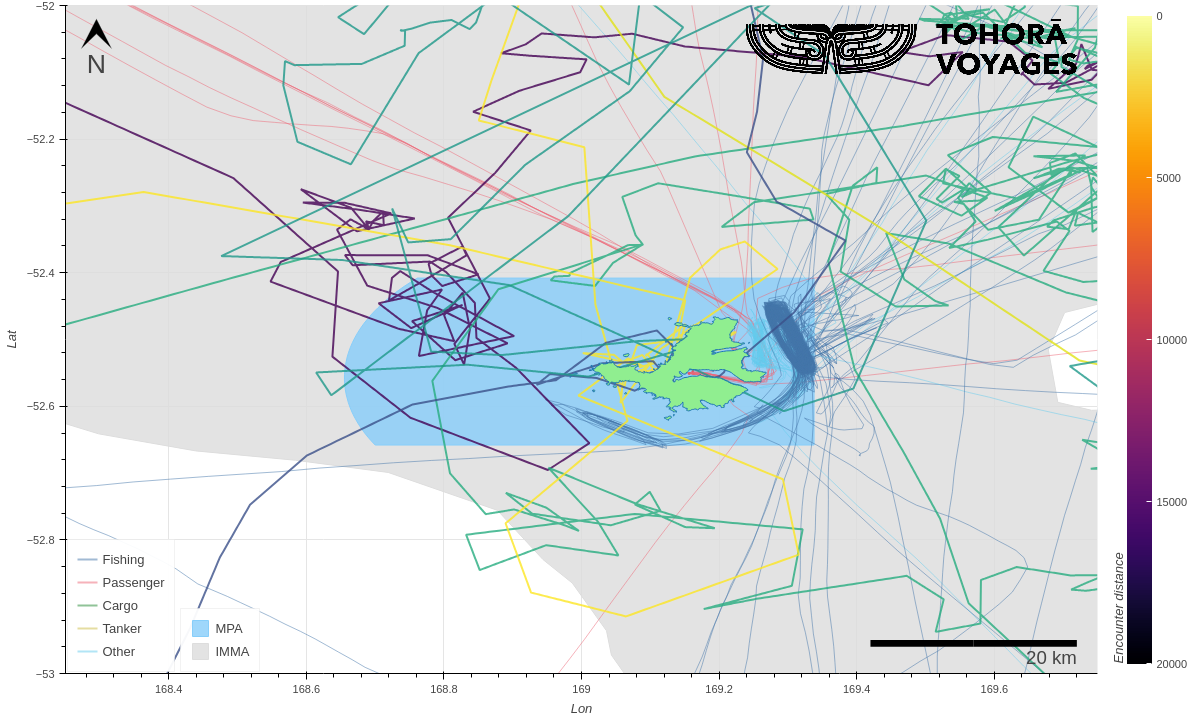 −52
−52.2
−52.4
−52.6
−52.8
−53
Lat
N
TOHORĀ
VOYAGES
Fishing
Passenger
Cargo
Tanker
Other
MPA
IMMA
20 km
168.4
168.6
168.8
169
169.2
169.4
169.6
Lon
0
5000
10000
15000
20000
Encounter distance